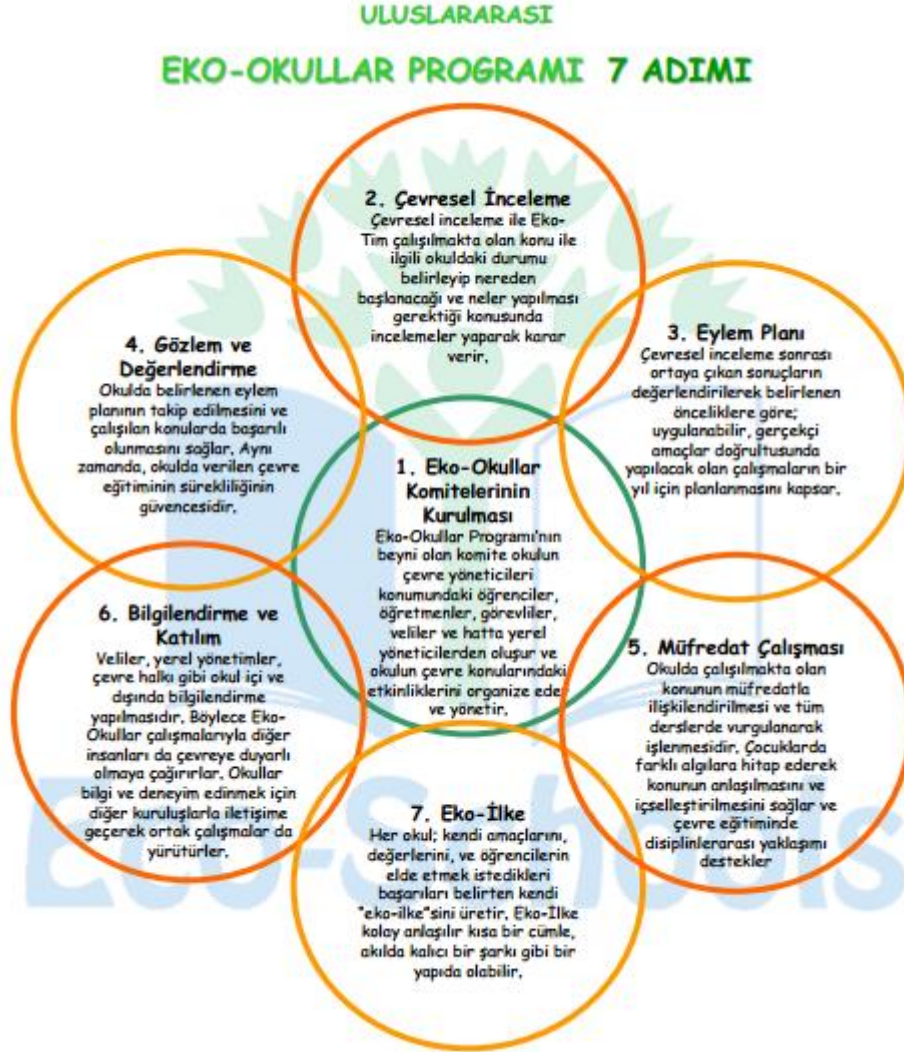 ULUSLARARASI
EKO-OKULLAR PROGRAMI 7 ADIMI
2. Çevresel İnceleme
Çevresel inceleme ile Eko-
Tim çalışılmakta olan konu ile
ilgili okuldaki durumu
belirleyip nereden
başlanacağı ve neler yapılması
gerektiği konusunda
incelemeler yaparak karar
verir.
3. Eylem Planı
Çevresel inceleme sonrası
ortaya çıkan sonuçların
değerlendirilerek belirlenen
önceliklere göre;
uygulanabilir, gerçekçi
amaçlar doğrultusunda
yapılacak olan çalışmaların bir
yıl için planlanmasını kapsar.
4. Gözlem ve
Değerlendirme
Okulda belirlenen eylem
planının takip edilmesini ve
çalışılan konularda başarılı
olunmasını sağlar. Aynı
zamanda, okulda verilen çevre
eğitiminin sürekliliğinin
güvencesidir.
1. Eko-Okullar
Komitelerinin
Kurulması
Eko-Okullar Programı'nın
beyni olan komite okulun
çevre yöneticileri
konumundaki öğrenciler,
öğretmenler, görevliler,
veliler ve hatta yerel
yöneticilerden oluşur ve
okulun çevre konularındaki
etkinliklerini organize eder
ve yönetir.
6. Bilgilendirme ve
Katılım
Veliler, yerel yönetimler,
çevre halkı gibi okul içi ve
dışında bilgilendirme
yapılmasıdır. Böylece Eko-
Okullar çalışmalarıyla diğer
insanları da çevreye duyarlı
olmaya çağırırlar. Okullar
bilgi ve deneyim edinmek için
diğer kuruluşlarla iletişime
geçerek ortak çalışmalar da
yürütürler.
5. Müfredat Çalışması
Okulda çalışılmakta olan
konunun müfredatla
ilişkilendirilmesi ve tüm
derslerde vurgulanarak
işlenmesidir. Çocuklarda
farklı algılara hitap ederek
konunun anlaşılmasını ve
içselleştirilmesini sağlar ve
çevre eğitiminde
disiplinlerarası yaklaşımı
destekler
7. Eko-İlke
Her okul; kendi amaçlarını,
değerlerini, ve öğrencilerin
elde etmek istedikleri
başarıları belirten kendi
"eko-ilke"sini üretir. Eko-İlke
kolay anlaşılır kısa bir cümle,
akılda kalıcı bir şarkı gibi bir
yapıda olabilir.
Eco-Schools